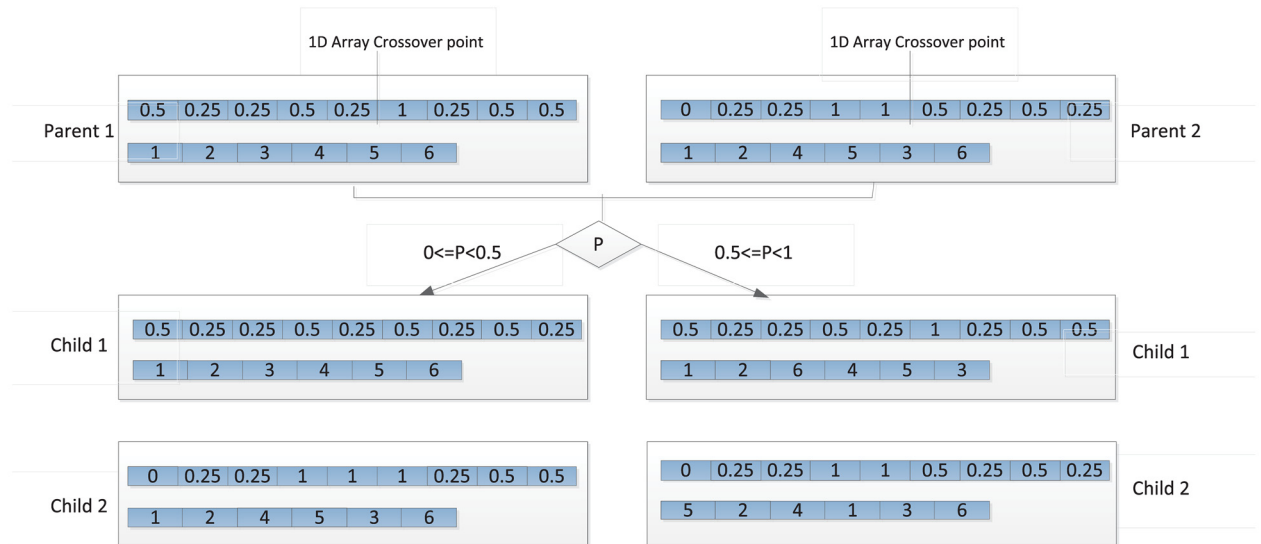 1D Array Crossover point
1D Array Crossover point
Parent 1
0.5 0.25 0.25 0.5 0.25 1 0.25 0.5 0.5
1 2 3 4 5 6
0 0.25 0.25 1 1 0.5 0.25 0.5 0.25
1 2 4 5 3 6
Parent 2
P
0<=P<0.5
0.5<=P<1
Child 1
0.5 0.25 0.25 0.5 0.25 0.5 0.25 0.5 0.25
1 2 3 4 5 6
0.5 0.25 0.25 0.5 0.25 1 0.25 0.5 0.5
1 2 6 4 5 3
Child 1
Child 2
0 0.25 0.25 1 1 1 0.25 0.5 0.5
1 2 4 5 3 6
0 0.25 0.25 1 1 0.5 0.25 0.5 0.25
5 2 4 1 3 6
Child 2